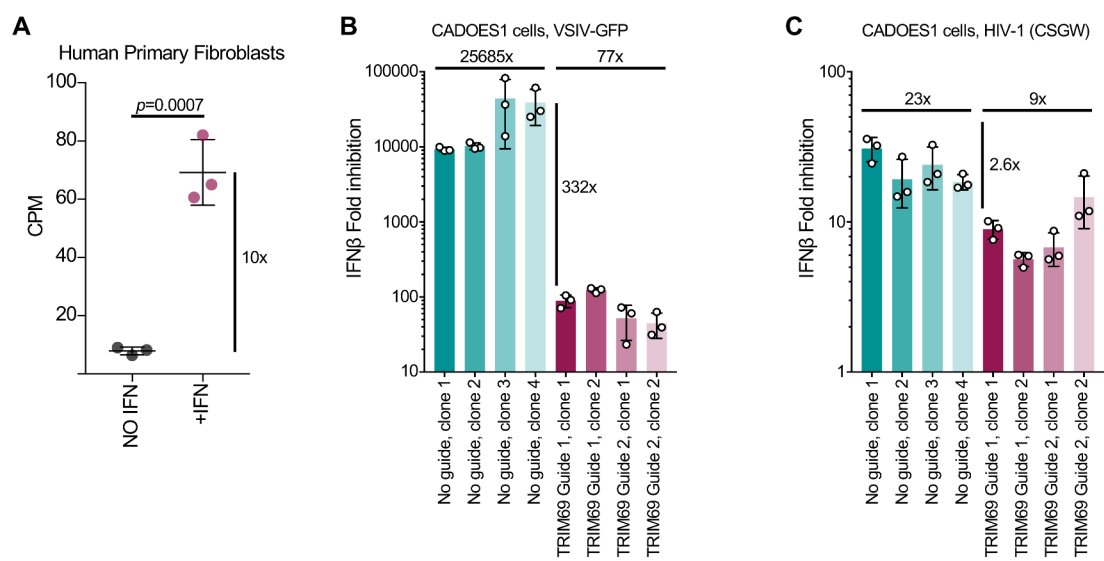 A
Human Primary Fibroblasts
CPM
100
80
60
40
20
p=0.0007
10x
NO IFN
+IFN
B
CADOES1 cells, VSIV-GFP
25685x
77x
IFNβ Fold inhibition
100000
10000
1000
100
10
332x
No guide, clone 1
No guide, clone 2
No guide, clone 3
No guide, clone 4
TRIM69 Guide 1, clone 1
TRIM69 Guide 1, clone 2
TRIM69 Guide 2, clone 1
TRIM69 Guide 2, clone 2
C
CADOES1 cells, HIV-1 (CSGW)
23x
9x
IFNβ Fold inhibition
100
10
1
2.6x
No guide, clone 1
No guide, clone 2
No guide, clone 3
No guide, clone 4
TRIM69 Guide 1, clone 1
TRIM69 Guide 1, clone 2
TRIM69 Guide 2, clone 1
TRIM69 Guide 2, clone 2